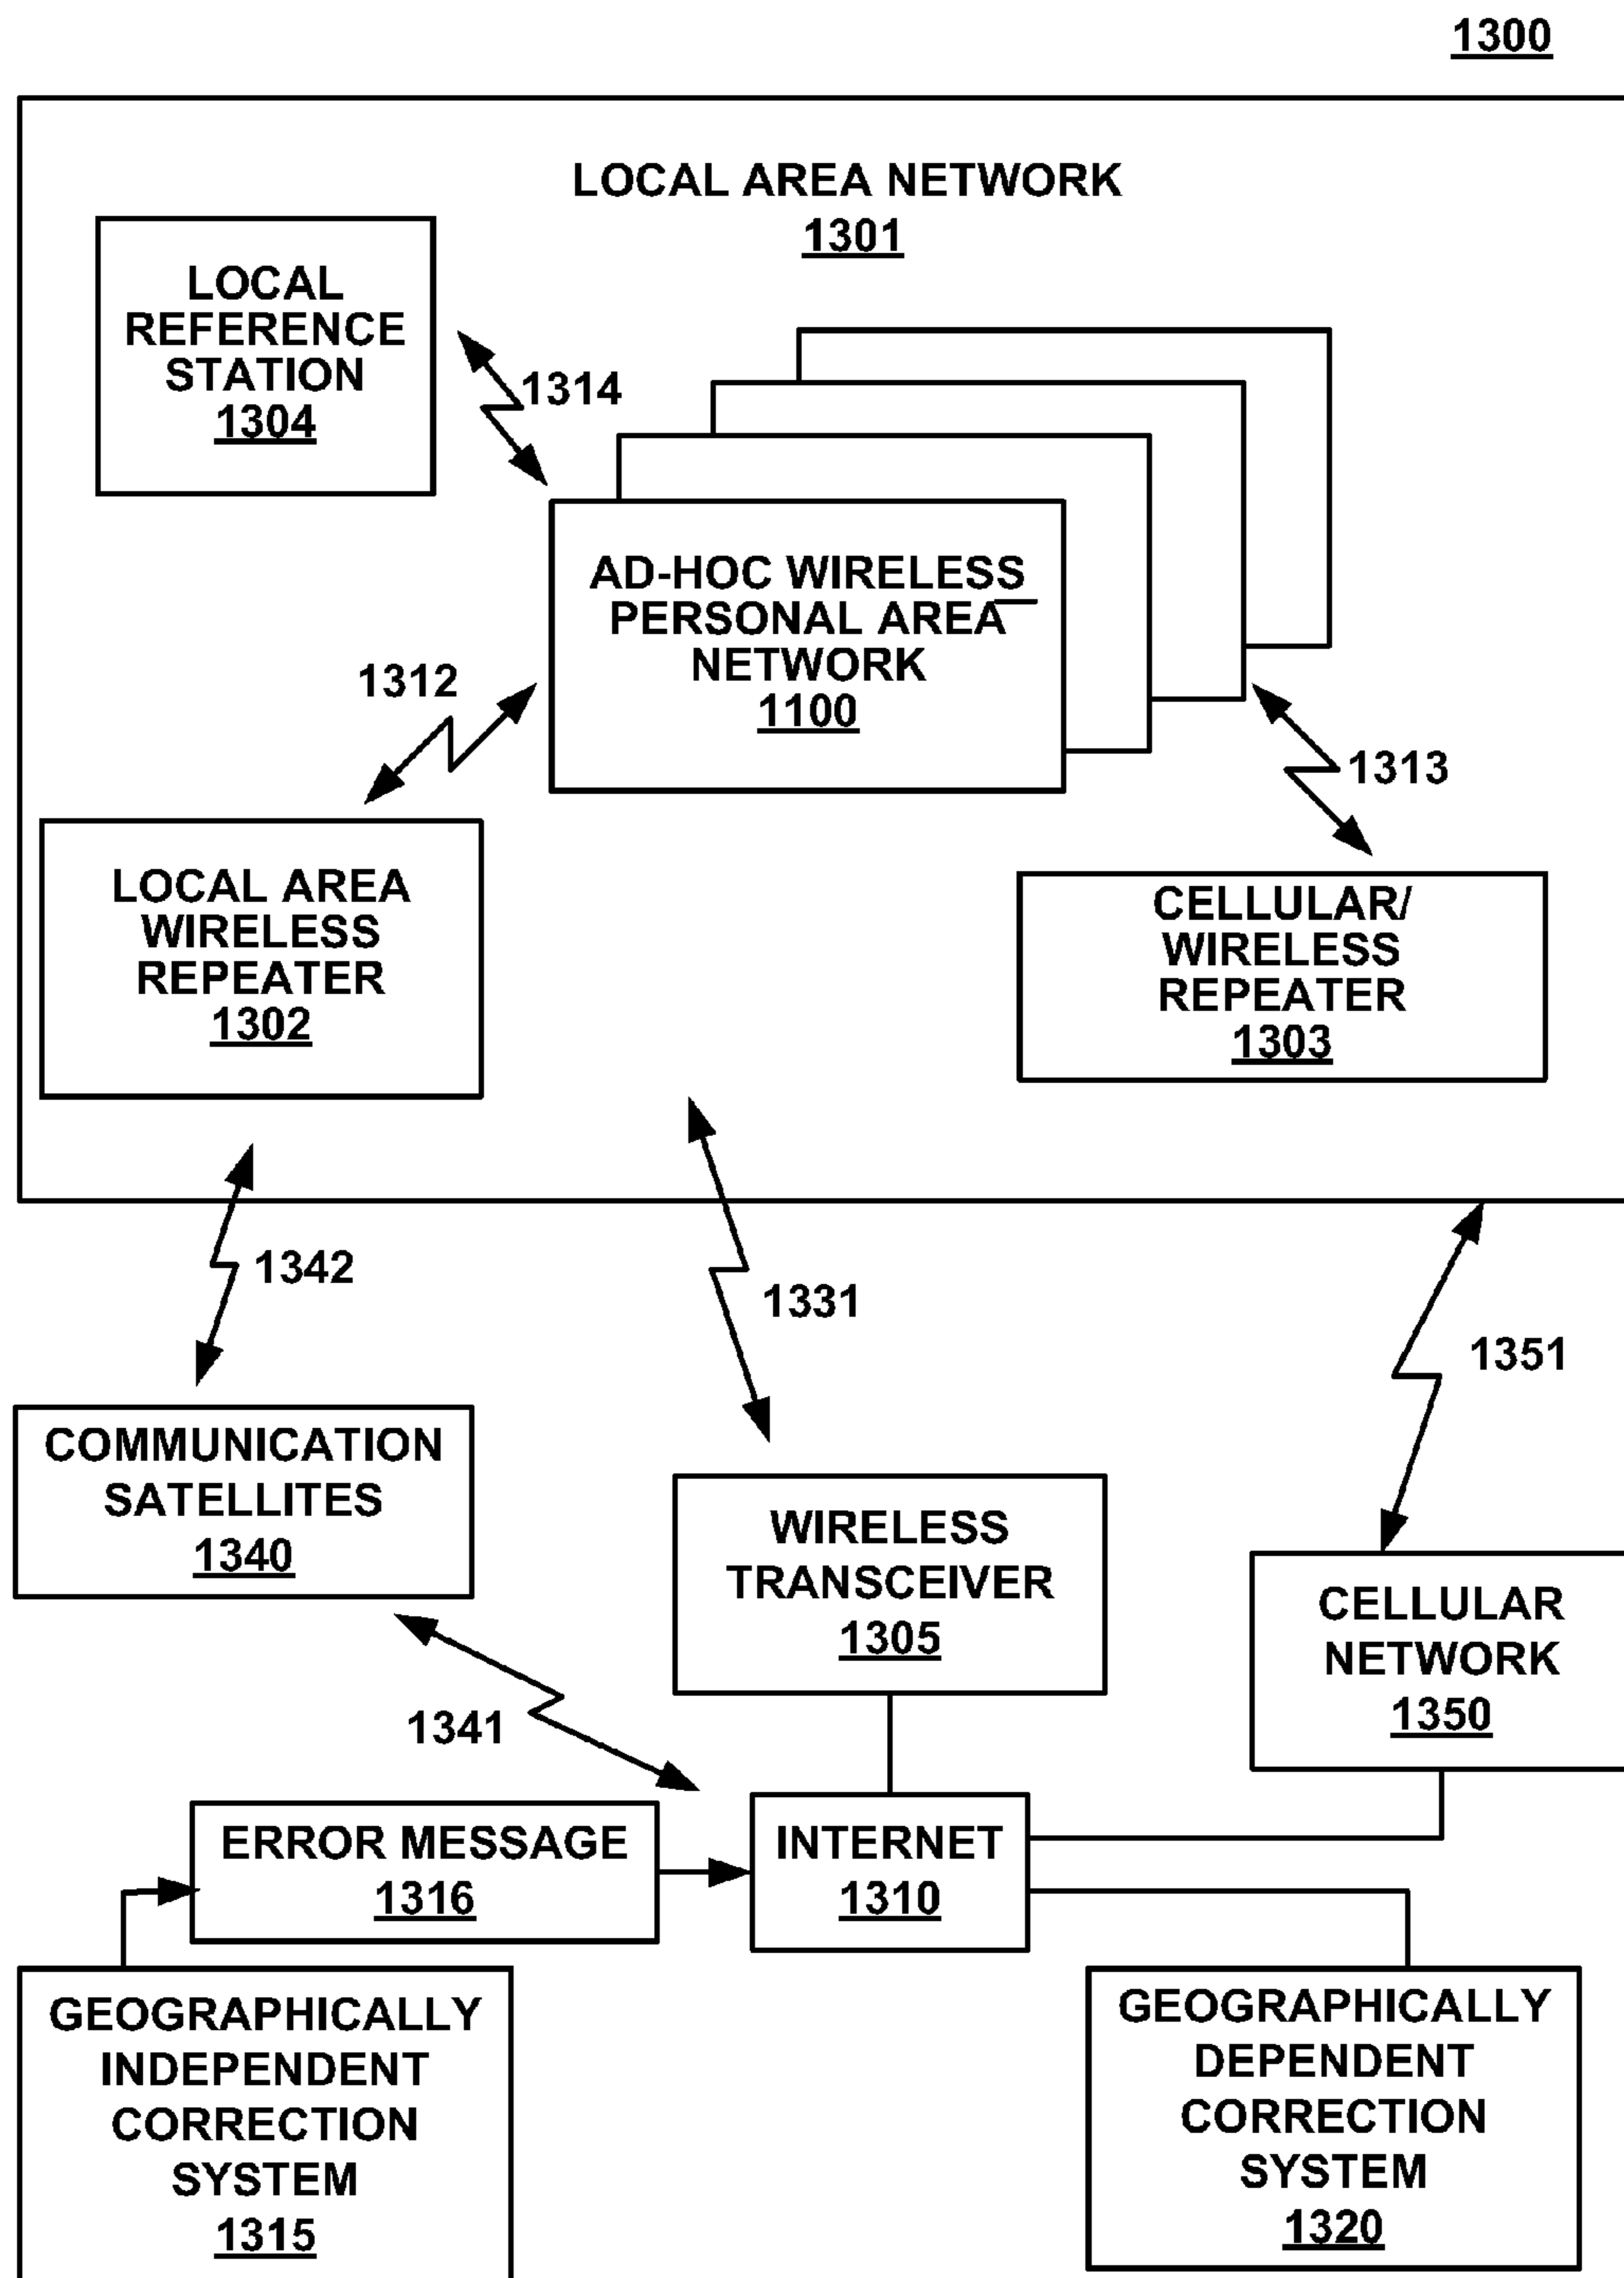 1300
LOCAL AREA NETWORK
1301
LOCAL
REFERENCE
STATION
1304
1314
AD-HOC WIRELESS
PERSONAL AREA
NETWORK
1100
1312
1313
LOCAL AREA
WIRELESS
REPEATER
1302
CELLULAR/
WIRELESS
REPEATER
1303
1342
1331
1351
COMMUNICATION
SATELLITES
1340
WIRELESS
TRANSCEIVER
1305
CELLULAR
NETWORK
1350
1341
ERROR MESSAGE
1316
INTERNET
1310
GEOGRAPHICALLY
INDEPENDENT
CORRECTION
SYSTEM
1315
GEOGRAPHICALLY
DEPENDENT
CORRECTION
SYSTEM
1320